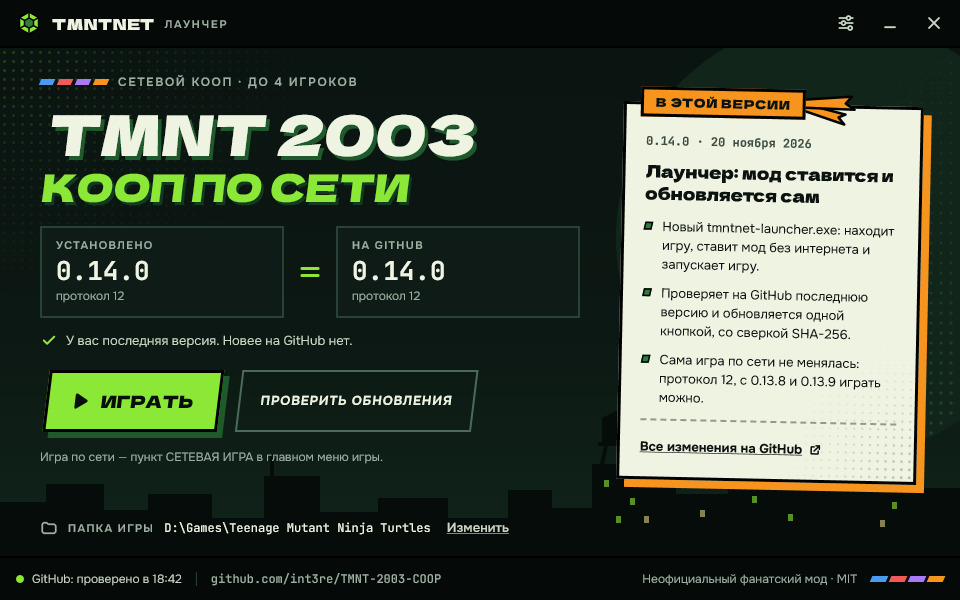 TMNTNET ЛАУНЧЕР
СЕТЕВОЙ КООП · ДО 4 ИГРОКОВ
TMNT 2003
КООП ПО СЕТИ
УСТАНОВЛЕНО
0.14.0
протокол 12
=
НА GITHUB
0.14.0
протокол 12
У вас последняя версия. Новее на GitHub нет.
ИГРАТЬ
ПРОВЕРИТЬ ОБНОВЛЕНИЯ
Игра по сети — пункт СЕТЕВАЯ ИГРА в главном меню игры.
ПАПКА ИГРЫ D:\Games\Teenage Mutant Ninja Turtles Изменить
В ЭТОЙ ВЕРСИИ
0.14.0 · 20 ноября 2026
Лаунчер: мод ставится и
обновляется сам
Новый tmntnet-launcher.exe: находит
игру, ставит мод без интернета и
запускает игру.
Проверяет на GitHub последнюю
версию и обновляется одной
кнопкой, со сверкой SHA-256.
Сама игра по сети не менялась:
протокол 12, с 0.13.8 и 0.13.9 играть
можно.
Все изменения на GitHub
GitHub: проверено в 18:42
github.com/int3re/TMNT-2003-COOP
Неофициальный фанатский мод · MIT